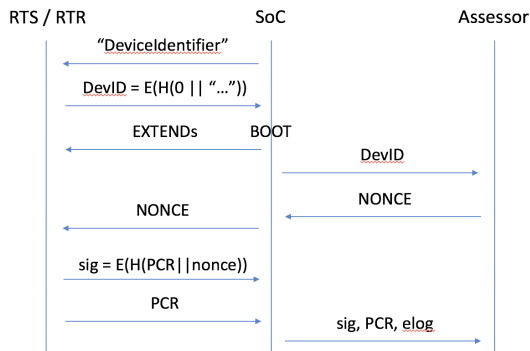 RTS / RTR
SoC
Assessor
“DeviceIdentifier”
DevID = E(H(0 || “...”))
EXTENDs
BOOT
DevID
NONCE
NONCE
sig = E(H(PCR||nonce))
PCR
sig, PCR, elog